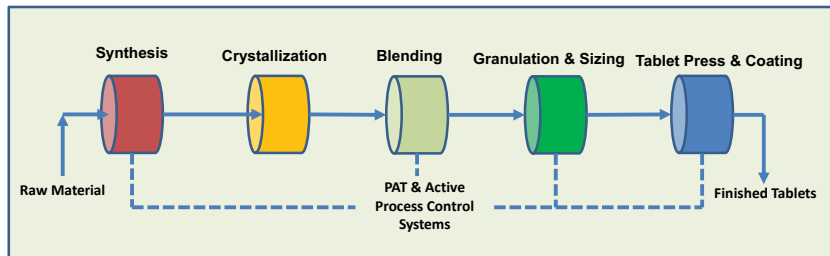 Synthesis
Crystallization
Blending
Granulation & Sizing
Tablet Press & Coating
Raw Material
PAT & Active
Process Control
Systems
Finished Tablets